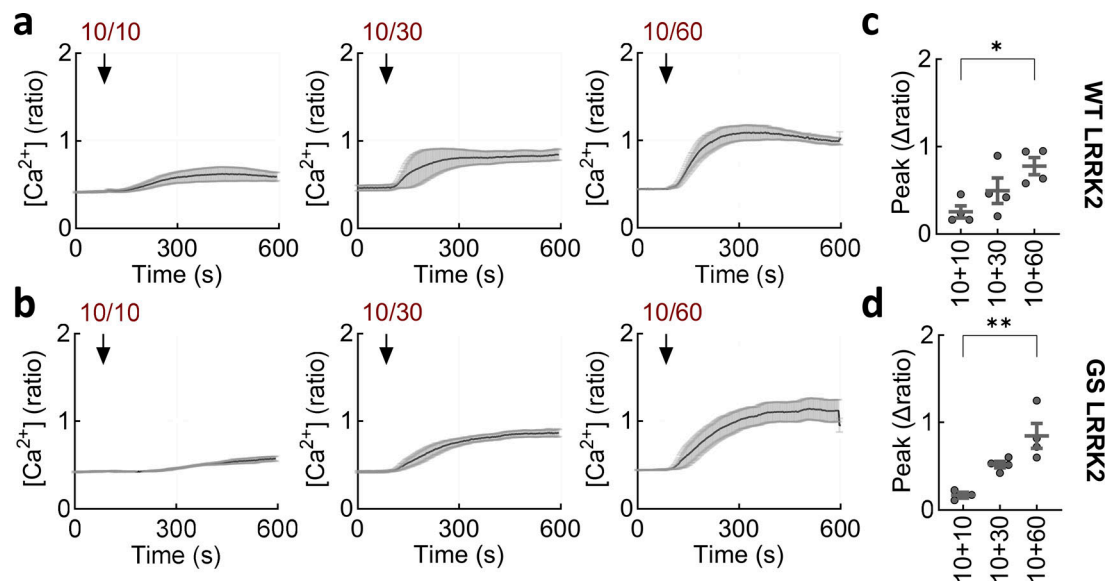 a
10/10
10/30
10/60
[Ca²⁺] (ratio)
2
1
0
0
300
600
Time (s)
[Ca²⁺] (ratio)
2
1
0
0
300
600
Time (s)
[Ca²⁺] (ratio)
2
1
0
0
300
600
Time (s)
c
Peak (Δratio)
2
1
0
*
10+10
10+30
10+60
WT LRRK2
b
10/10
10/30
10/60
[Ca²⁺] (ratio)
2
1
0
0
300
600
Time (s)
[Ca²⁺] (ratio)
2
1
0
0
300
600
Time (s)
[Ca²⁺] (ratio)
2
1
0
0
300
600
Time (s)
d
Peak (Δratio)
2
1
0
**
10+10
10+30
10+60
GS LRRK2